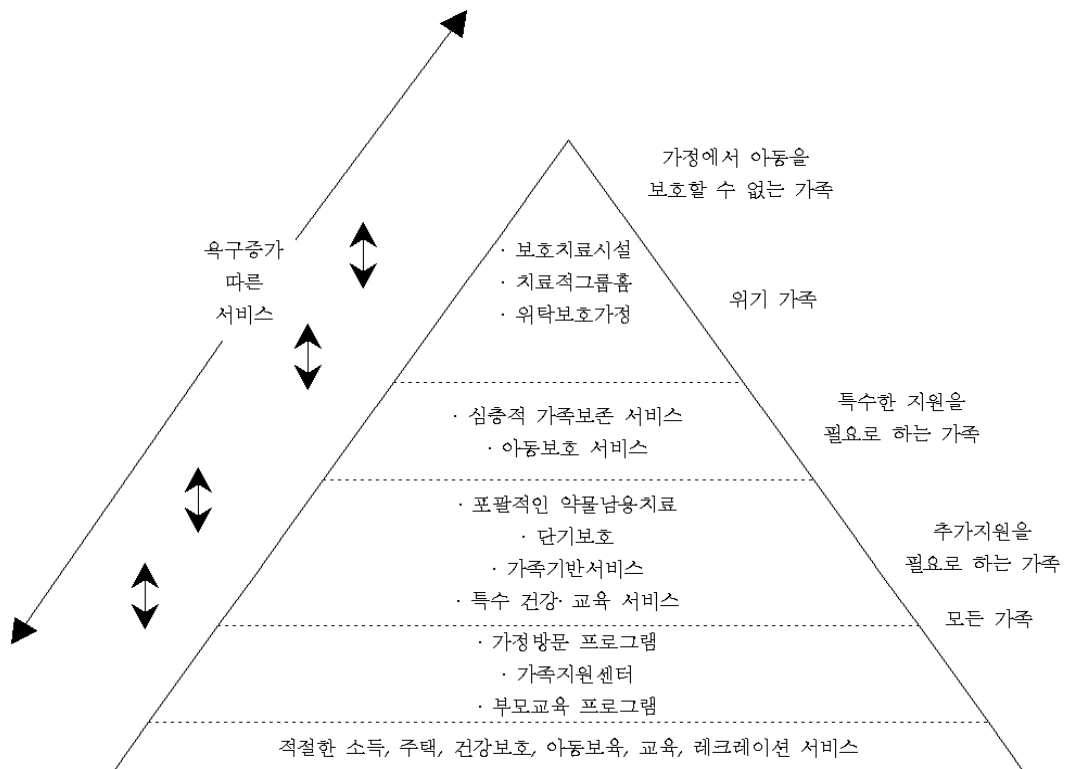 가정에서 아동을
보호할 수 없는 가족
욕구증가
따른
서비스
· 보호치료시설
· 치료적그룹홈
· 위탁보호가정
위기 가족
특수한 지원을
필요로 하는 가족
· 심층적 가족보존 서비스
· 아동보호 서비스
· 포괄적인 약물남용치료
· 단기보호
· 가족기반서비스
· 특수 건강· 교육 서비스
추가지원을
필요로 하는 가족
모든 가족
· 가정방문 프로그램
· 가족지원센터
· 부모교육 프로그램
적절한 소득, 주택, 건강보호, 아동보육, 교육, 레크레이션 서비스